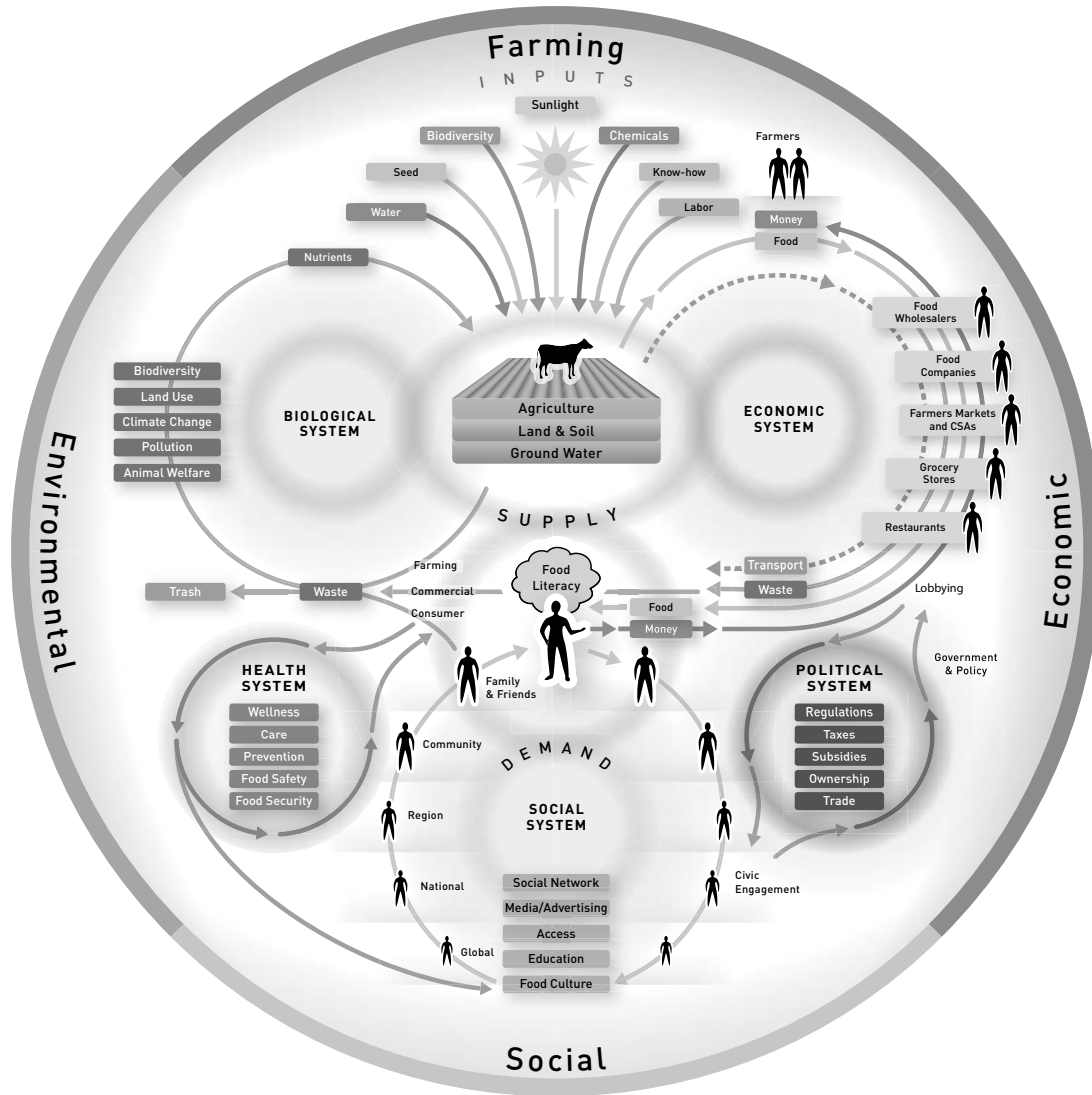 Farming
INPUTS
Sunlight
Biodiversity
Chemicals
Farmers
Seed
Know-how
Water
Labor
Money
Food
Nutrients
Food
Wholesalers
Food
Companies
Farmers Markets
and CSAs
Grocery
Stores
Restaurants
Biodiversity
Land Use
Climate Change
Pollution
Animal Welfare
BIOLOGICAL
SYSTEM
Agriculture
Land & Soil
Ground Water
ECONOMIC
SYSTEM
Environmental
Economic
SUPPLY
Farming
Commercial
Consumer
Trash
Waste
Food
Literacy
Transport
Waste
Food
Money
Lobbying
Government
& Policy
HEALTH
SYSTEM
Wellness
Care
Prevention
Food Safety
Food Security
Family
& Friends
Community
Region
National
Global
DEMAND
SOCIAL
SYSTEM
Social Network
Media/Advertising
Access
Education
Food Culture
POLITICAL
SYSTEM
Regulations
Taxes
Subsidies
Ownership
Trade
Civic
Engagement
Social